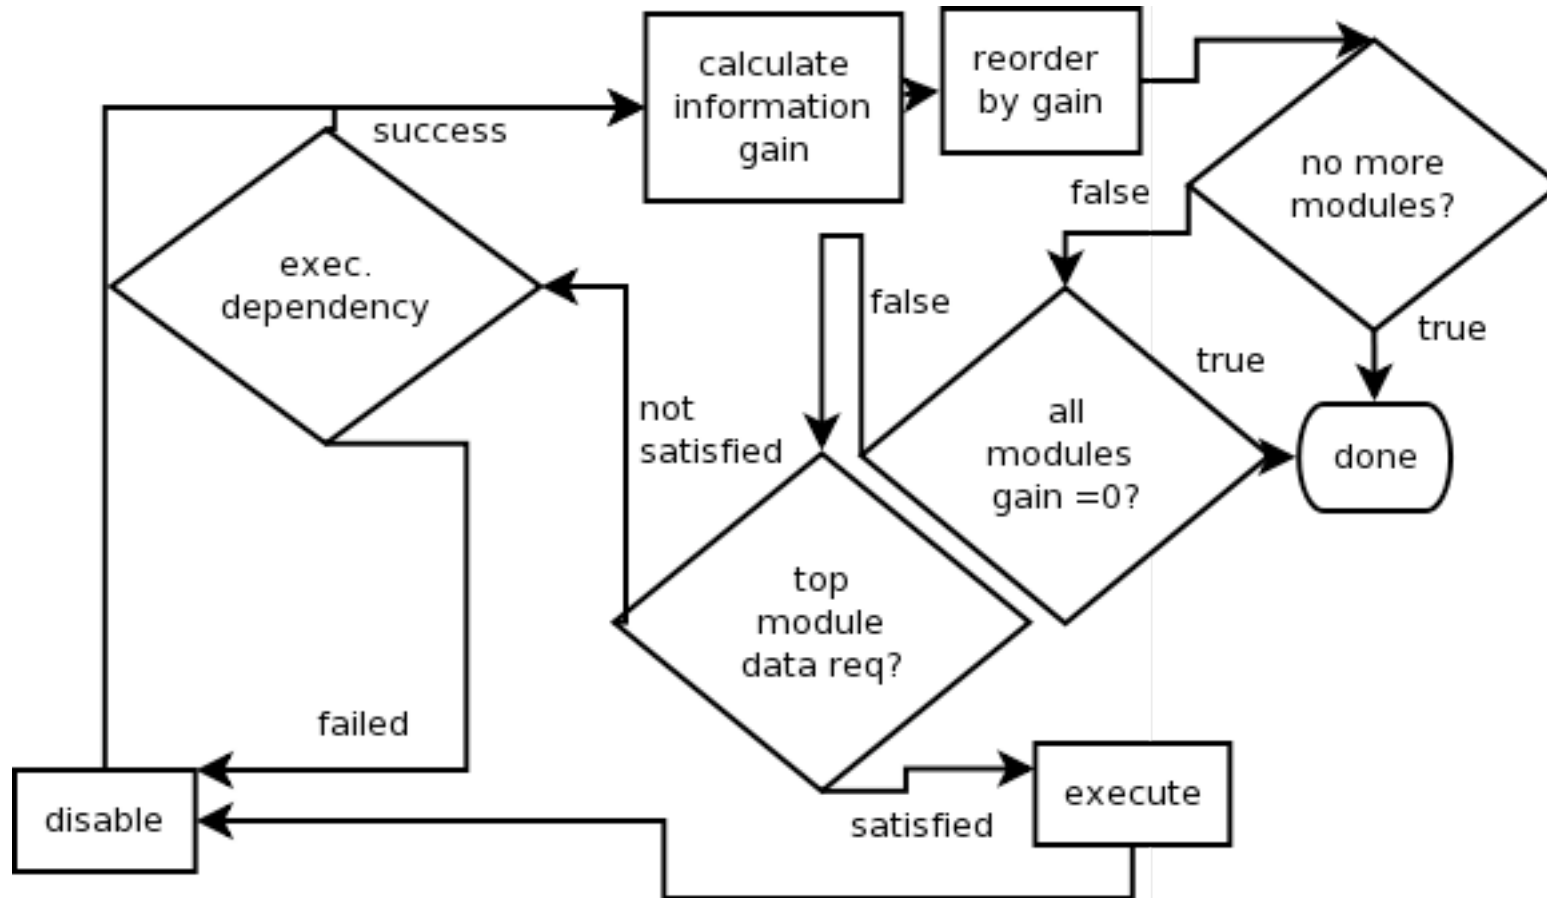 calculate
information
gain
reorder
by gain
success
no more
modules?
false
exec.
dependency
false
true
true
not
satisfied
all
modules
gain =0?
done
top
module
data req?
failed
disable
execute
satisfied